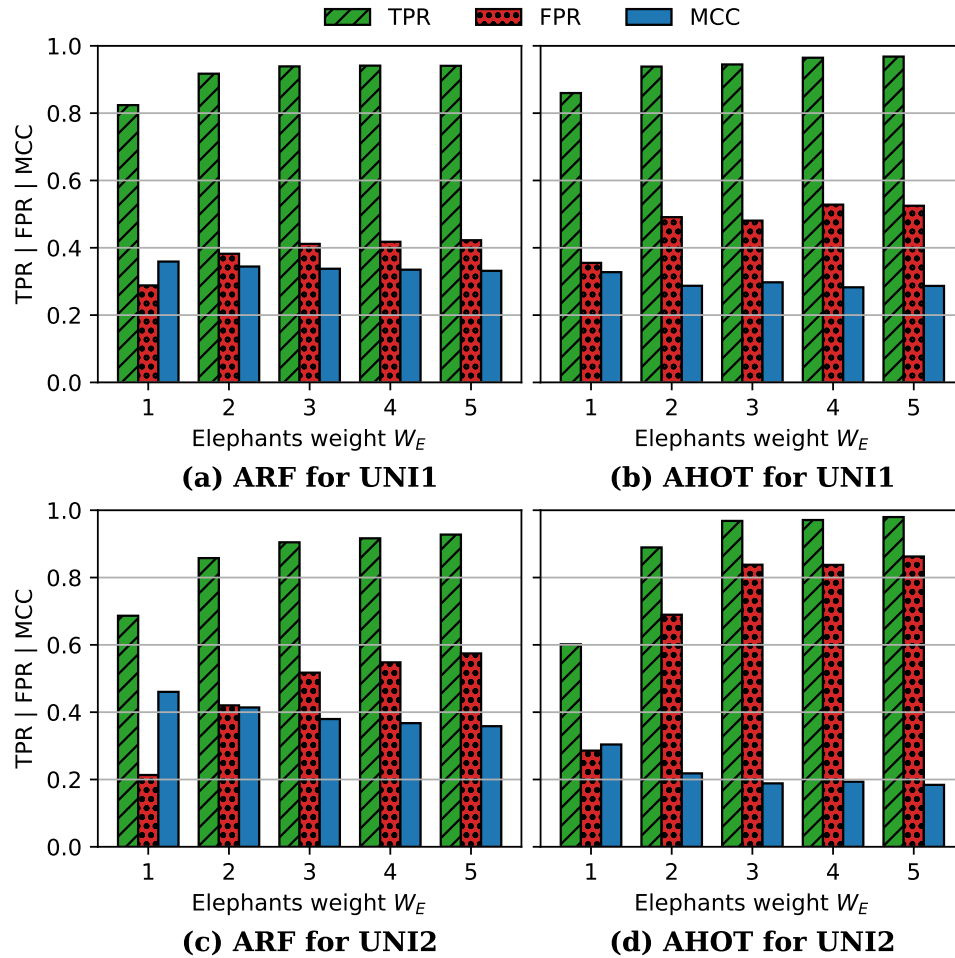 TPR FPR MCC
1.0
0.8
0.6
0.4
0.2
0.0
TPR | FPR | MCC
1 2 3 4 5
Elephants weight W_E
(a) ARF for UNI1
1 2 3 4 5
Elephants weight W_E
(b) AHOT for UNI1
1.0
0.8
0.6
0.4
0.2
0.0
TPR | FPR | MCC
1 2 3 4 5
Elephants weight W_E
(c) ARF for UNI2
1 2 3 4 5
Elephants weight W_E
(d) AHOT for UNI2